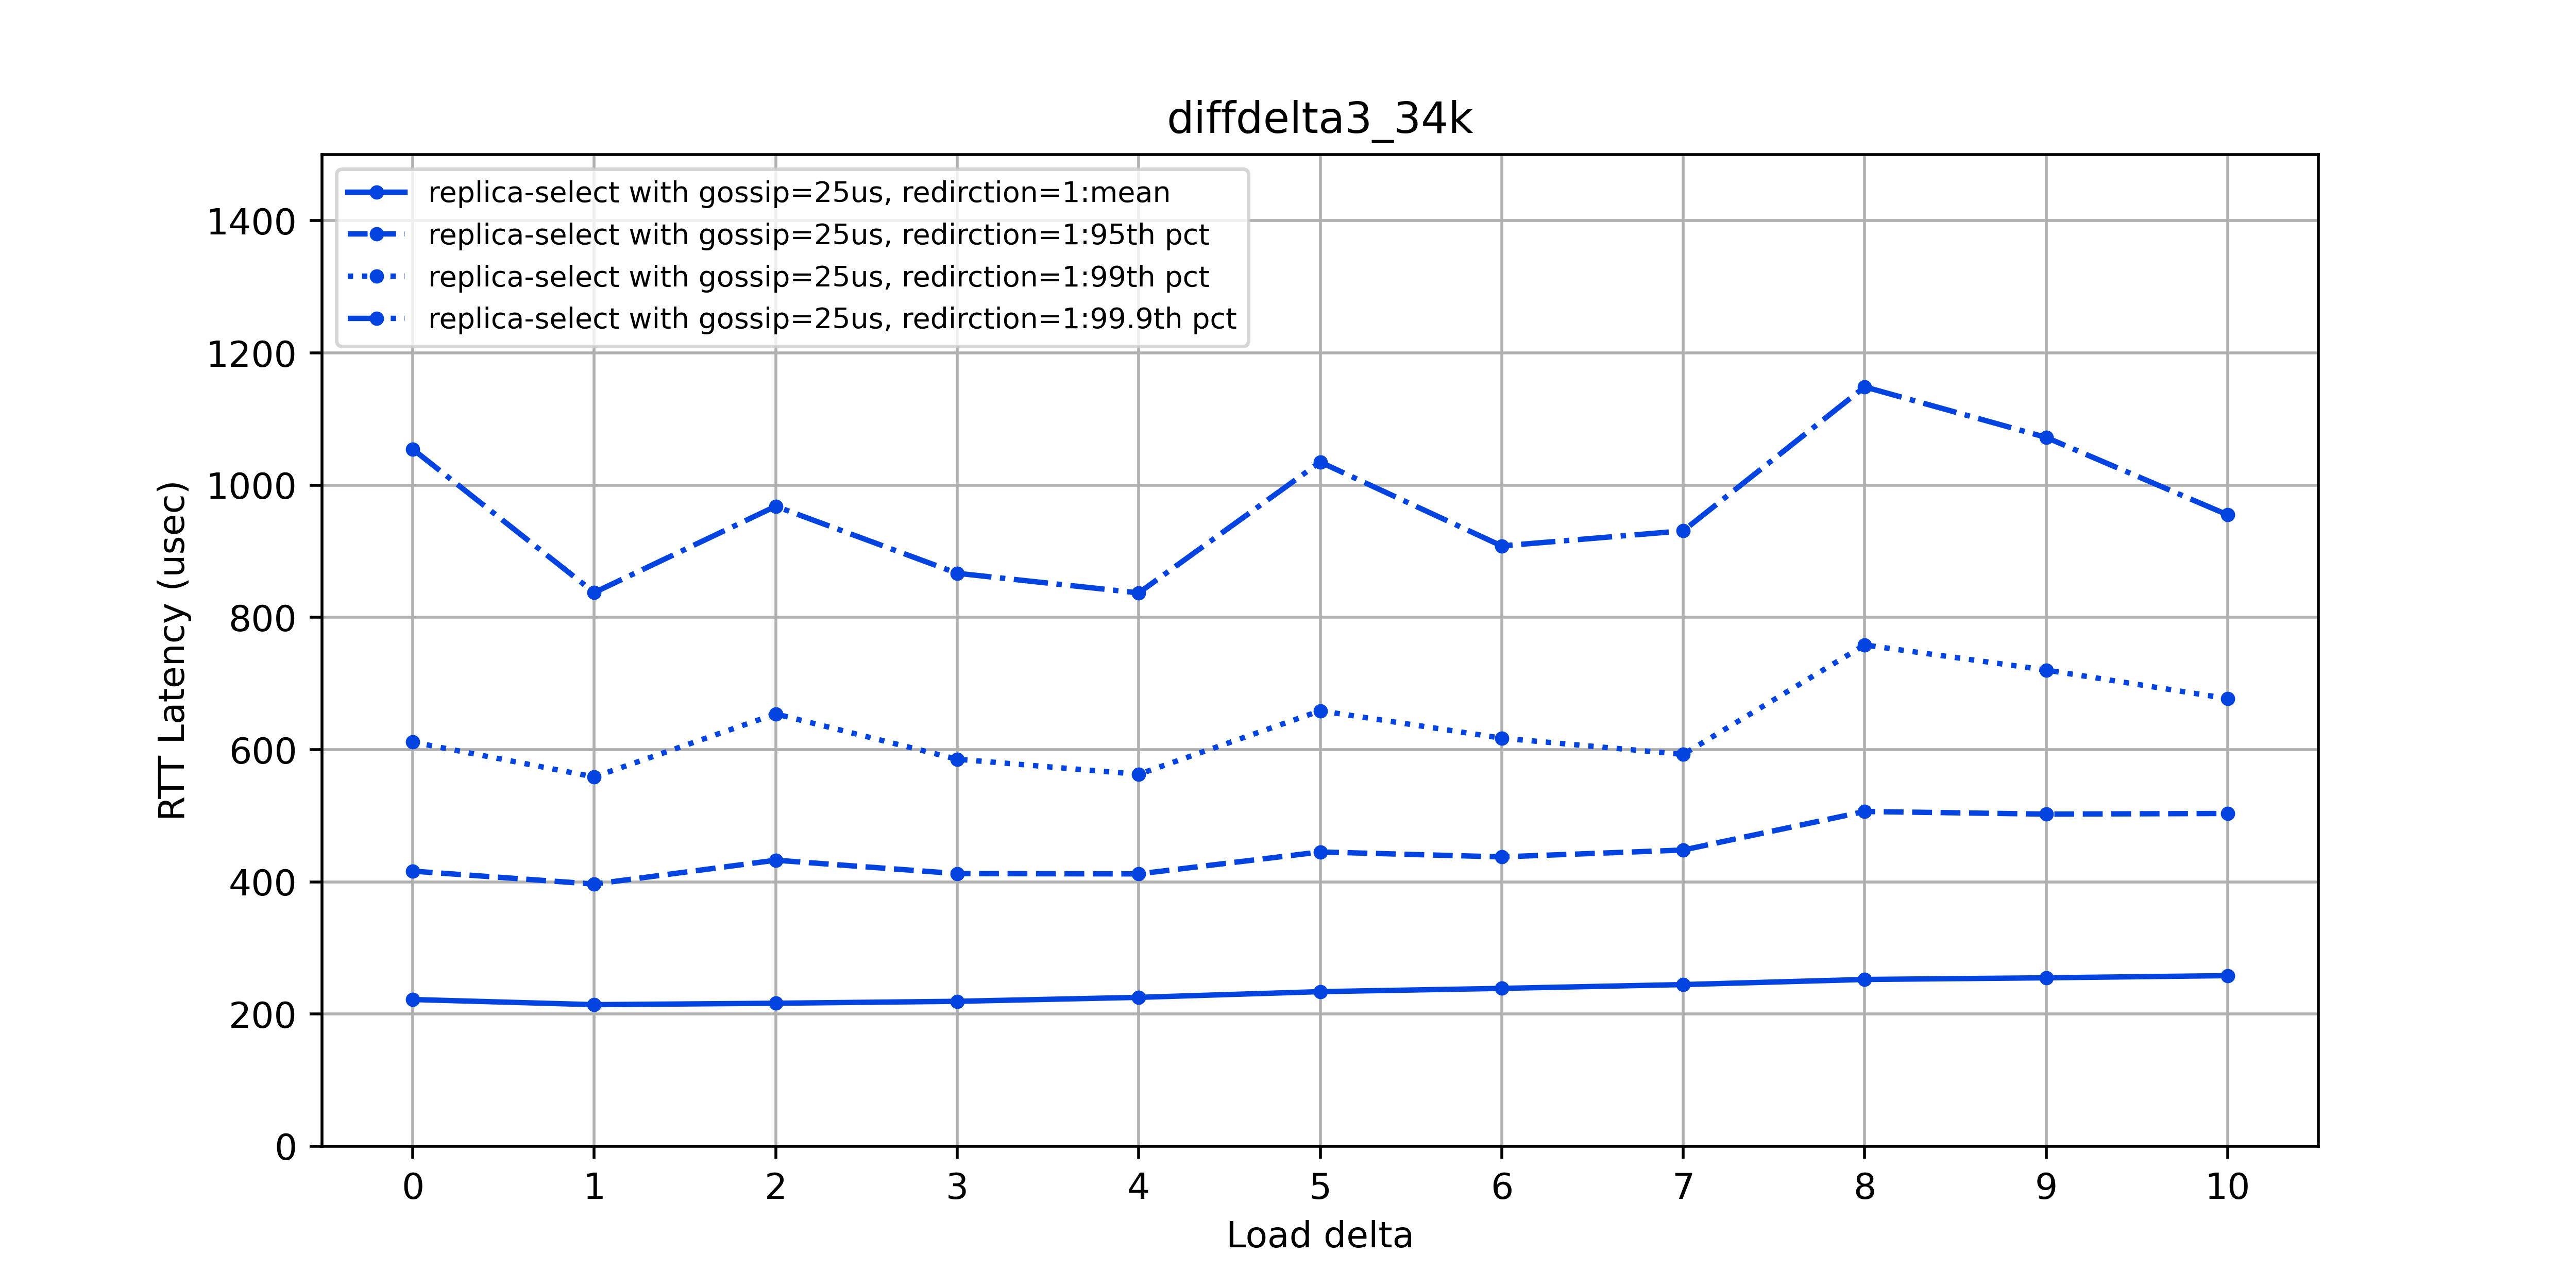 diffdelta3_34k
replica-select with gossip=25us, redirction=1:mean
replica-select with gossip=25us, redirction=1:95th pct
replica-select with gossip=25us, redirction=1:99th pct
replica-select with gossip=25us, redirction=1:99.9th pct
RTT Latency (usec)
1400
1200
1000
800
600
400
200
0
0 1 2 3 4 5 6 7 8 9 10
Load delta